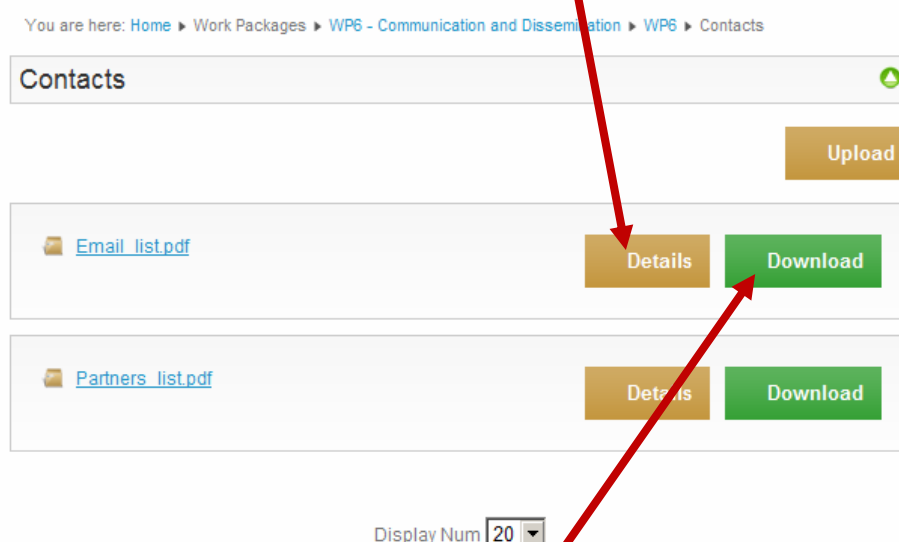 You are here: Home ▸ Work Packages ▸ WP6 - Communication and Dissemination ▸ WP6 ▸ Contacts
Contacts
Upload
Email_list.pdf
Details
Download
Partners_list.pdf
Details
Download
Display Num 20